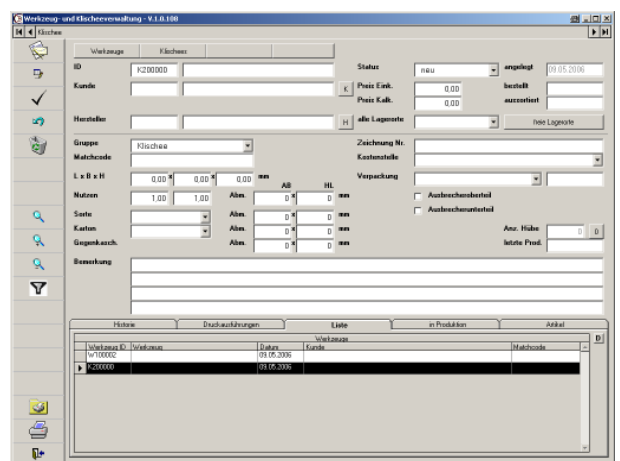 Werkzeug- und Klischeeverwaltung - V.1.0.100
Klischee
Werkzeuge Klischees
ID K200000 Status neu angelegt 09.05.2006
Kunde K Preis Eink. 0,00 bestellt
Preis Kalk. 0,00 aussortiert
Hersteller H alle Lagerorte freie Lagerorte
Gruppe Klischee Zeichnung Nr.
Matchcode Kostenstelle
L x B x H 0,00 x 0,00 x 0,00 mm Verpackung
AB HL
Nutzen 1,00 1,00 Abm. 0 x 0 mm Ausbrecheroberteil
Sorte Abm. 0 x 0 mm Ausbrecherunterteil
Karton Abm. 0 x 0 mm Anz. Hübe 0 D
Gegenkasch. Abm. 0 x 0 mm letzte Prod.
Bemerkung
Historie Druckausführungen Liste in Produktion Artikel
Werkzeuge D
Werkzeug ID Werkzeug Datum Kunde Matchcode
W100002 09.05.2006
K200000 09.05.2006